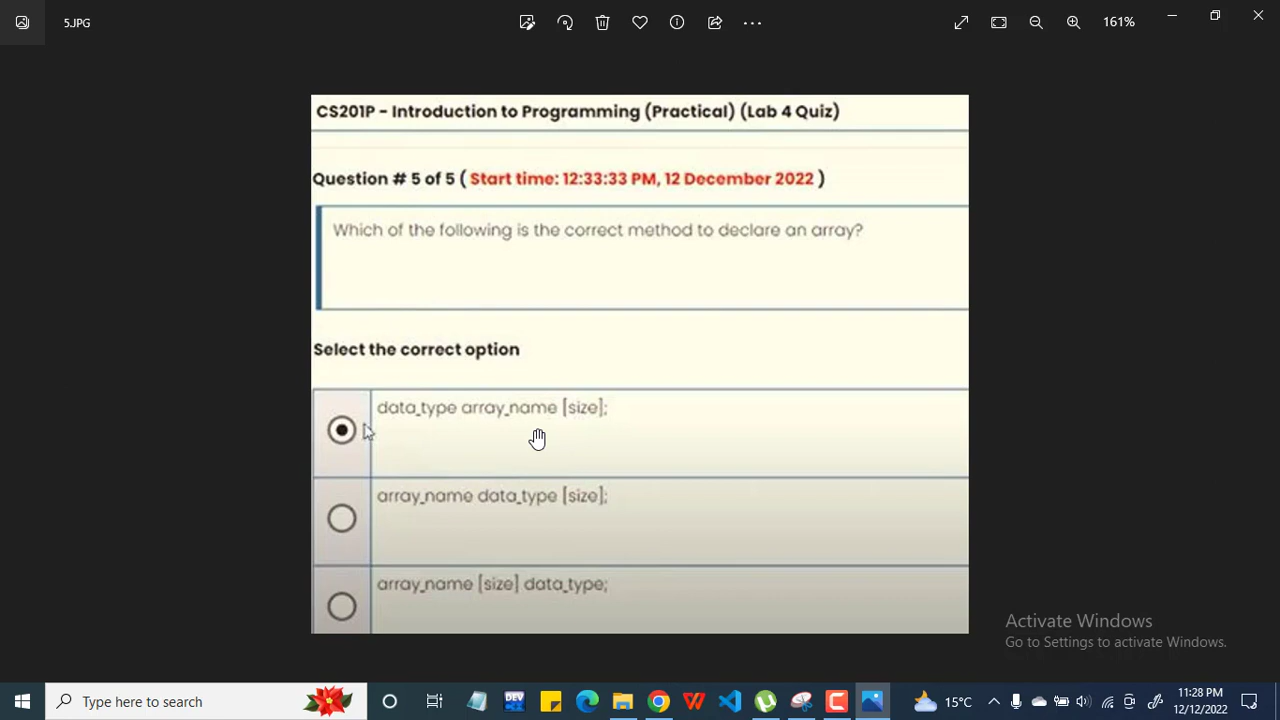 5.JPG
161%
CS201P - Introduction to Programming (Practical) (Lab 4 Quiz)
Question # 5 of 5 ( Start time: 12:33:33 PM, 12 December 2022 )
Which of the following is the correct method to declare an array?
Select the correct option
data_type array_name [size];
array_name data_type [size];
array_name [size] data_type;
Activate Windows
Go to Settings to activate Windows.
Type here to search
DEV
15°C
11:28 PM
12/12/2022